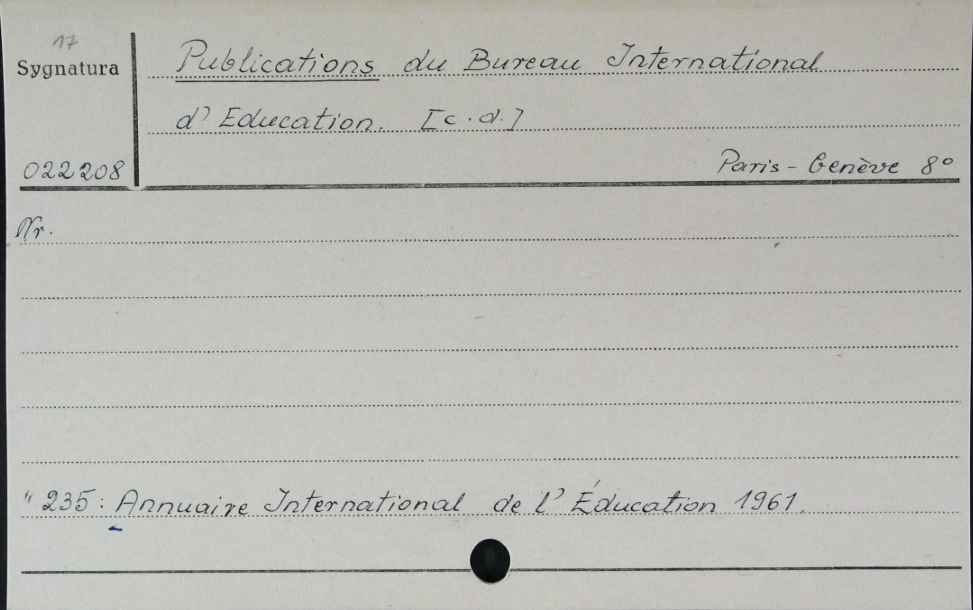 17
Sygnatura
Publications du Bureau International
d'Education. [c.d.]
022208
Paris - Genève 8°
Nr.
" 235: Annuaire International de l'Éducation 1961.